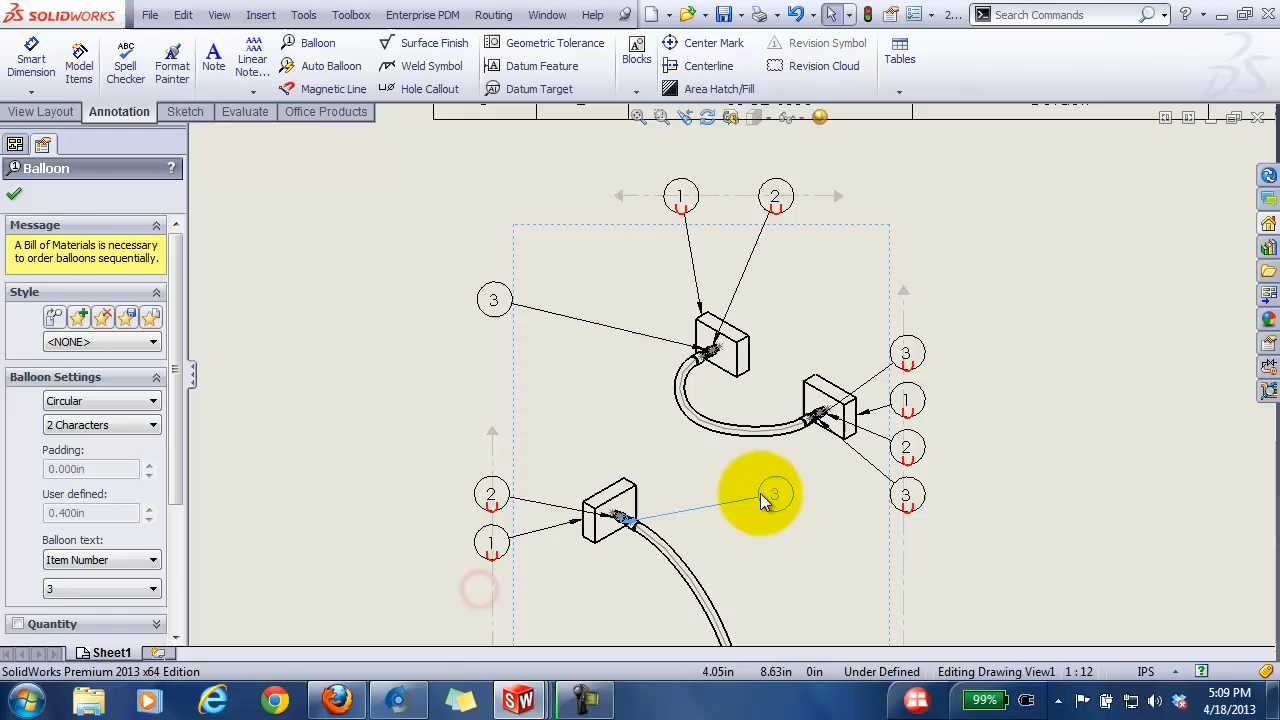 SOLIDWORKS File Edit View Insert Tools Toolbox Enterprise PDM Routing Window Help 2... Search Commands ?
Smart Dimension
Model Items
ABC Spell Checker
Format Painter
A Note
AAA AAA AAA Linear Note...
Balloon
Auto Balloon
Magnetic Line
Surface Finish
Weld Symbol
Hole Callout
Geometric Tolerance
Datum Feature
Datum Target
A Blocks
Center Mark
Centerline
Area Hatch/Fill
Revision Symbol
Revision Cloud
Tables
View Layout Annotation Sketch Evaluate Office Products
Balloon ?
Message
A Bill of Materials is necessary
to order balloons sequentially.
Style
<NONE>
Balloon Settings
Circular
2 Characters
Padding:
0.000in
User defined:
0.400in
Balloon text:
Item Number
3
Quantity
1 2
3
3
1
2
3
2
1
3
Sheet1
SolidWorks Premium 2013 x64 Edition 4.05in 8.63in 0in Under Defined Editing Drawing View1 1 : 12 IPS ?
SW 99% 5:09 PM
4/18/2013